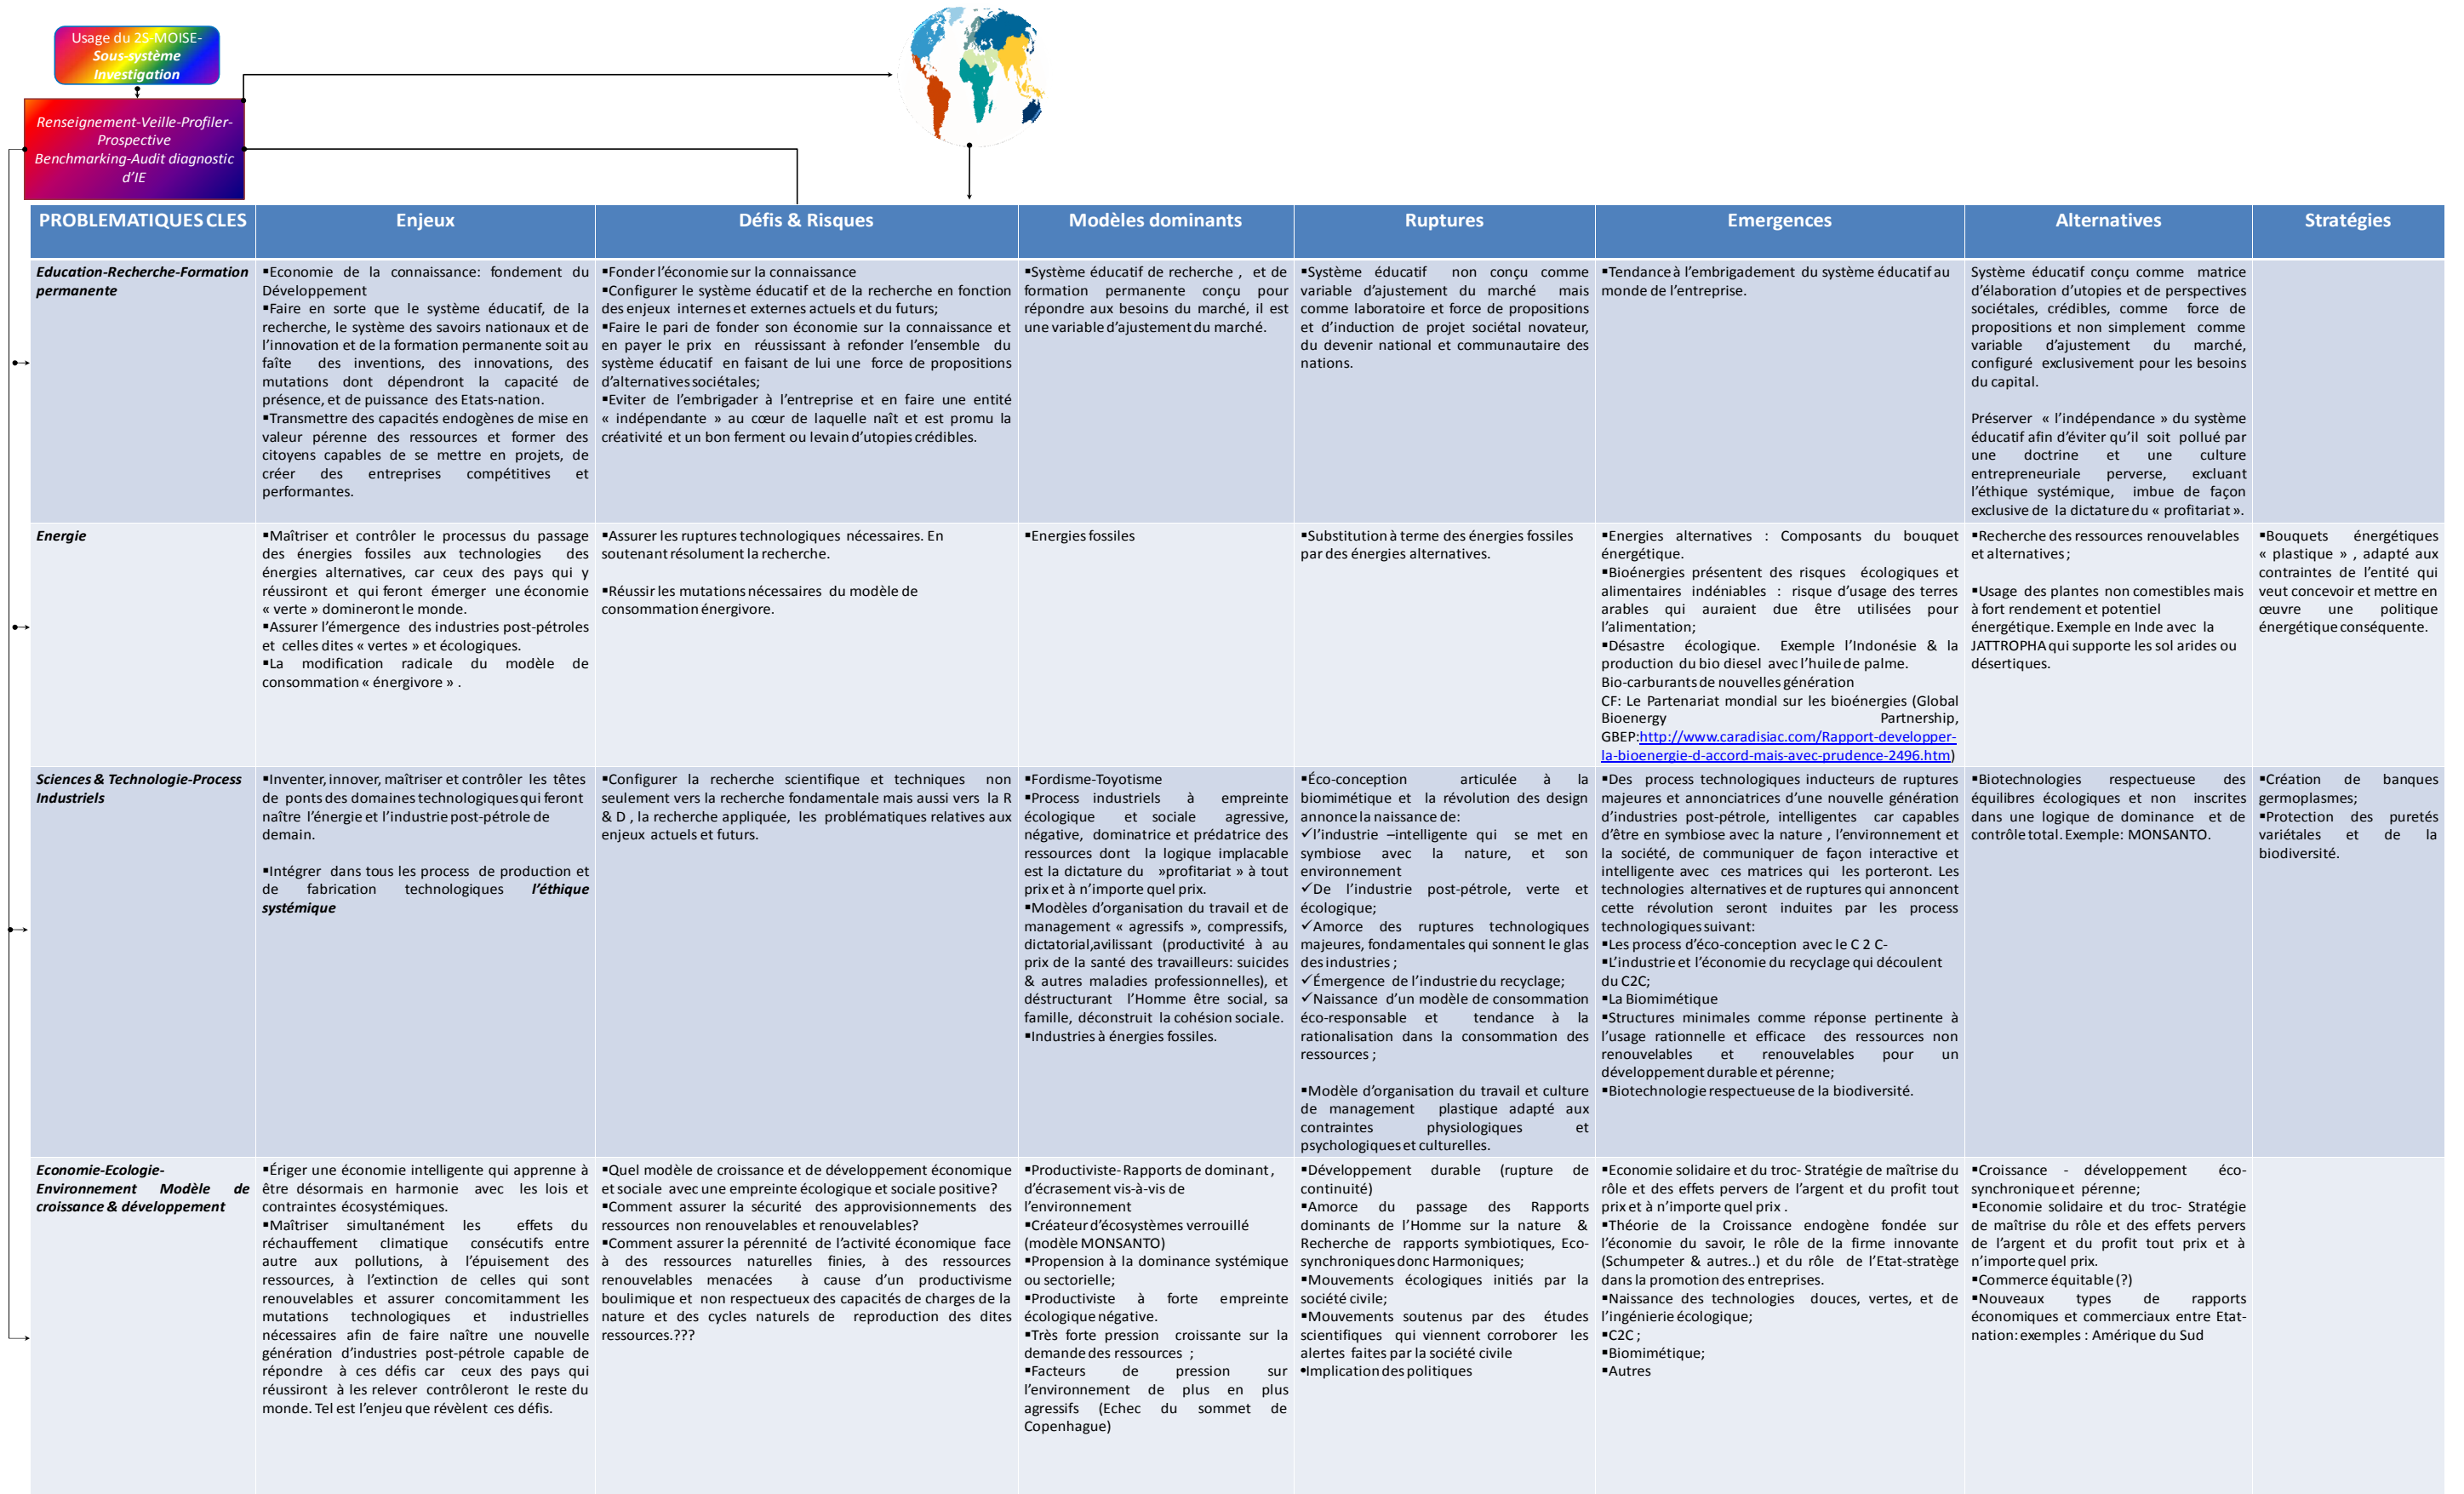 Usage du 2S-MOISE-
Sous-système
Investigation
Renseignement-Veille-Profiler-
Prospective
Benchmarking-Audit diagnostic
d’IE
PROBLEMATIQUES CLES
Enjeux
Défis & Risques
Modèles dominants
Ruptures
Emergences
Alternatives
Stratégies
Education-Recherche-Formation
permanente
▪Economie de la connaissance: fondement du
Développement
▪Faire en sorte que le système éducatif, de la
recherche, le système des savoirs nationaux et de
l’innovation et de la formation permanente soit au
faîte des inventions, des innovations, des
mutations dont dépendront la capacité de
présence, et de puissance des Etats-nation.
▪Transmettre des capacités endogènes de mise en
valeur pérenne des ressources et former des
citoyens capables de se mettre en projets, de
créer des entreprises compétitives et
performantes.
▪Fonder l’économie sur la connaissance
▪Configurer le système éducatif et de la recherche en fonction
des enjeux internes et externes actuels et du futurs;
▪Faire le pari de fonder son économie sur la connaissance et
en payer le prix en réussissant à refonder l’ensemble du
système éducatif en faisant de lui une force de propositions
d’alternatives sociétales;
▪Eviter de l’embrigader à l’entreprise et en faire une entité
« indépendante » au cœur de laquelle naît et est promu la
créativité et un bon ferment ou levain d’utopies crédibles.
▪Système éducatif de recherche , et de
formation permanente conçu pour
répondre aux besoins du marché, il est
une variable d’ajustement du marché.
▪Système éducatif non conçu comme
variable d’ajustement du marché mais
comme laboratoire et force de propositions
et d’induction de projet sociétal novateur,
du devenir national et communautaire des
nations.
▪Tendance à l’embrigadement du système éducatif au
monde de l’entreprise.
Système éducatif conçu comme matrice
d’élaboration d’utopies et de perspectives
sociétales, crédibles, comme force de
propositions et non simplement comme
variable d’ajustement du marché,
configuré exclusivement pour les besoins
du capital.
Préserver « l’indépendance » du système
éducatif afin d’éviter qu’il soit pollué par
une doctrine et une culture
entrepreneuriale perverse, excluant
l’éthique systémique, imbue de façon
exclusive de la dictature du « profitariat ».
Energie
▪Maîtriser et contrôler le processus du passage
des énergies fossiles aux technologies des
énergies alternatives, car ceux des pays qui y
réussiront et qui feront émerger une économie
« verte » domineront le monde.
▪Assurer l’émergence des industries post-pétroles
et celles dites « vertes » et écologiques.
▪La modification radicale du modèle de
consommation « énergivore » .
▪Assurer les ruptures technologiques nécessaires. En
soutenant résolument la recherche.
▪Réussir les mutations nécessaires du modèle de
consommation énergivore.
▪Energies fossiles
▪Substitution à terme des énergies fossiles
par des énergies alternatives.
▪Energies alternatives : Composants du bouquet
énergétique.
▪Bioénergies présentent des risques écologiques et
alimentaires indéniables : risque d’usage des terres
arables qui auraient due être utilisées pour
l’alimentation;
▪Désastre écologique. Exemple l’Indonésie & la
production du bio diesel avec l’huile de palme.
Bio-carburants de nouvelles génération
CF: Le Partenariat mondial sur les bioénergies (Global
Bioenergy Partnership,
GBEP:http://www.caradisiac.com/Rapport-developper-
la-bioenergie-d-accord-mais-avec-prudence-2496.htm)
▪Recherche des ressources renouvelables
et alternatives ;
▪Usage des plantes non comestibles mais
à fort rendement et potentiel
énergétique. Exemple en Inde avec la
JATTROPHA qui supporte les sol arides ou
désertiques.
▪Bouquets énergétiques
« plastique » , adapté aux
contraintes de l’entité qui
veut concevoir et mettre en
œuvre une politique
énergétique conséquente.
Sciences & Technologie-Process
Industriels
▪Inventer, innover, maîtriser et contrôler les têtes
de ponts des domaines technologiques qui feront
naître l’énergie et l’industrie post-pétrole de
demain.
▪Intégrer dans tous les process de production et
de fabrication technologiques l’éthique
systémique
▪Configurer la recherche scientifique et techniques non
seulement vers la recherche fondamentale mais aussi vers la R
& D , la recherche appliquée, les problématiques relatives aux
enjeux actuels et futurs.
▪Fordisme-Toyotisme
▪Process industriels à empreinte
écologique et sociale agressive,
négative, dominatrice et prédatrice des
ressources dont la logique implacable
est la dictature du »profitariat » à tout
prix et à n’importe quel prix.
▪Modèles d’organisation du travail et de
management « agressifs », compressifs,
dictatorial,avilissant (productivité à au
prix de la santé des travailleurs: suicides
& autres maladies professionnelles), et
déstructurant l’Homme être social, sa
famille, déconstruit la cohésion sociale.
▪Industries à énergies fossiles.
▪Éco-conception articulée à la
biomimétique et la révolution des design
annonce la naissance de:
✓l’industrie –intelligente qui se met en
symbiose avec la nature, et son
environnement
✓De l’industrie post-pétrole, verte et
écologique;
✓Amorce des ruptures technologiques
majeures, fondamentales qui sonnent le glas
des industries ;
✓Émergence de l’industrie du recyclage;
✓Naissance d’un modèle de consommation
éco-responsable et tendance à la
rationalisation dans la consommation des
ressources ;
▪Modèle d’organisation du travail et culture
de management plastique adapté aux
contraintes physiologiques et
psychologiques et culturelles.
▪Des process technologiques inducteurs de ruptures
majeures et annonciatrices d’une nouvelle génération
d’industries post-pétrole, intelligentes car capables
d’être en symbiose avec la nature , l’environnement et
la société, de communiquer de façon interactive et
intelligente avec ces matrices qui les porteront. Les
technologies alternatives et de ruptures qui annoncent
cette révolution seront induites par les process
technologiques suivant:
▪Les process d’éco-conception avec le C 2 C-
▪L’industrie et l’économie du recyclage qui découlent
du C2C;
▪La Biomimétique
▪Structures minimales comme réponse pertinente à
l’usage rationnelle et efficace des ressources non
renouvelables et renouvelables pour un
développement durable et pérenne;
▪Biotechnologie respectueuse de la biodiversité.
▪Biotechnologies respectueuse des
équilibres écologiques et non inscrites
dans une logique de dominance et de
contrôle total. Exemple: MONSANTO.
▪Création de banques
germoplasmes;
▪Protection des puretés
variétales et de la
biodiversité.
Economie-Ecologie-
Environnement Modèle de
croissance & développement
▪Ériger une économie intelligente qui apprenne à
être désormais en harmonie avec les lois et
contraintes écosystémiques.
▪Maîtriser simultanément les effets du
réchauffement climatique consécutifs entre
autre aux pollutions, à l’épuisement des
ressources, à l’extinction de celles qui sont
renouvelables et assurer concomitamment les
mutations technologiques et industrielles
nécessaires afin de faire naître une nouvelle
génération d’industries post-pétrole capable de
répondre à ces défis car ceux des pays qui
réussiront à les relever contrôleront le reste du
monde. Tel est l’enjeu que révèlent ces défis.
▪Quel modèle de croissance et de développement économique
et sociale avec une empreinte écologique et sociale positive?
▪Comment assurer la sécurité des approvisionnements des
ressources non renouvelables et renouvelables?
▪Comment assurer la pérennité de l’activité économique face
à des ressources naturelles finies, à des ressources
renouvelables menacées à cause d’un productivisme
boulimique et non respectueux des capacités de charges de la
nature et des cycles naturels de reproduction des dites
ressources.???
▪Productiviste- Rapports de dominant ,
d’écrasement vis-à-vis de
l’environnement
▪Créateur d’écosystèmes verrouillé
(modèle MONSANTO)
▪Propension à la dominance systémique
ou sectorielle;
▪Productiviste à forte empreinte
écologique négative.
▪Très forte pression croissante sur la
demande des ressources ;
▪Facteurs de pression sur
l’environnement de plus en plus
agressifs (Echec du sommet de
Copenhague)
▪Développement durable (rupture de
continuité)
▪Amorce du passage des Rapports
dominants de l’Homme sur la nature &
Recherche de rapports symbiotiques, Eco-
synchroniques donc Harmoniques;
▪Mouvements écologiques initiés par la
société civile;
▪Mouvements soutenus par des études
scientifiques qui viennent corroborer les
alertes faites par la société civile
•Implication des politiques
▪Economie solidaire et du troc- Stratégie de maîtrise du
rôle et des effets pervers de l’argent et du profit tout
prix et à n’importe quel prix .
▪Théorie de la Croissance endogène fondée sur
l’économie du savoir, le rôle de la firme innovante
(Schumpeter & autres..) et du rôle de l’Etat-stratège
dans la promotion des entreprises.
▪Naissance des technologies douces, vertes, et de
l’ingénierie écologique;
▪C2C ;
▪Biomimétique;
▪Autres
▪Croissance - développement éco-
synchronique et pérenne;
▪Economie solidaire et du troc- Stratégie
de maîtrise du rôle et des effets pervers
de l’argent et du profit tout prix et à
n’importe quel prix.
▪Commerce équitable (?)
▪Nouveaux types de rapports
économiques et commerciaux entre Etat-
nation: exemples : Amérique du Sud